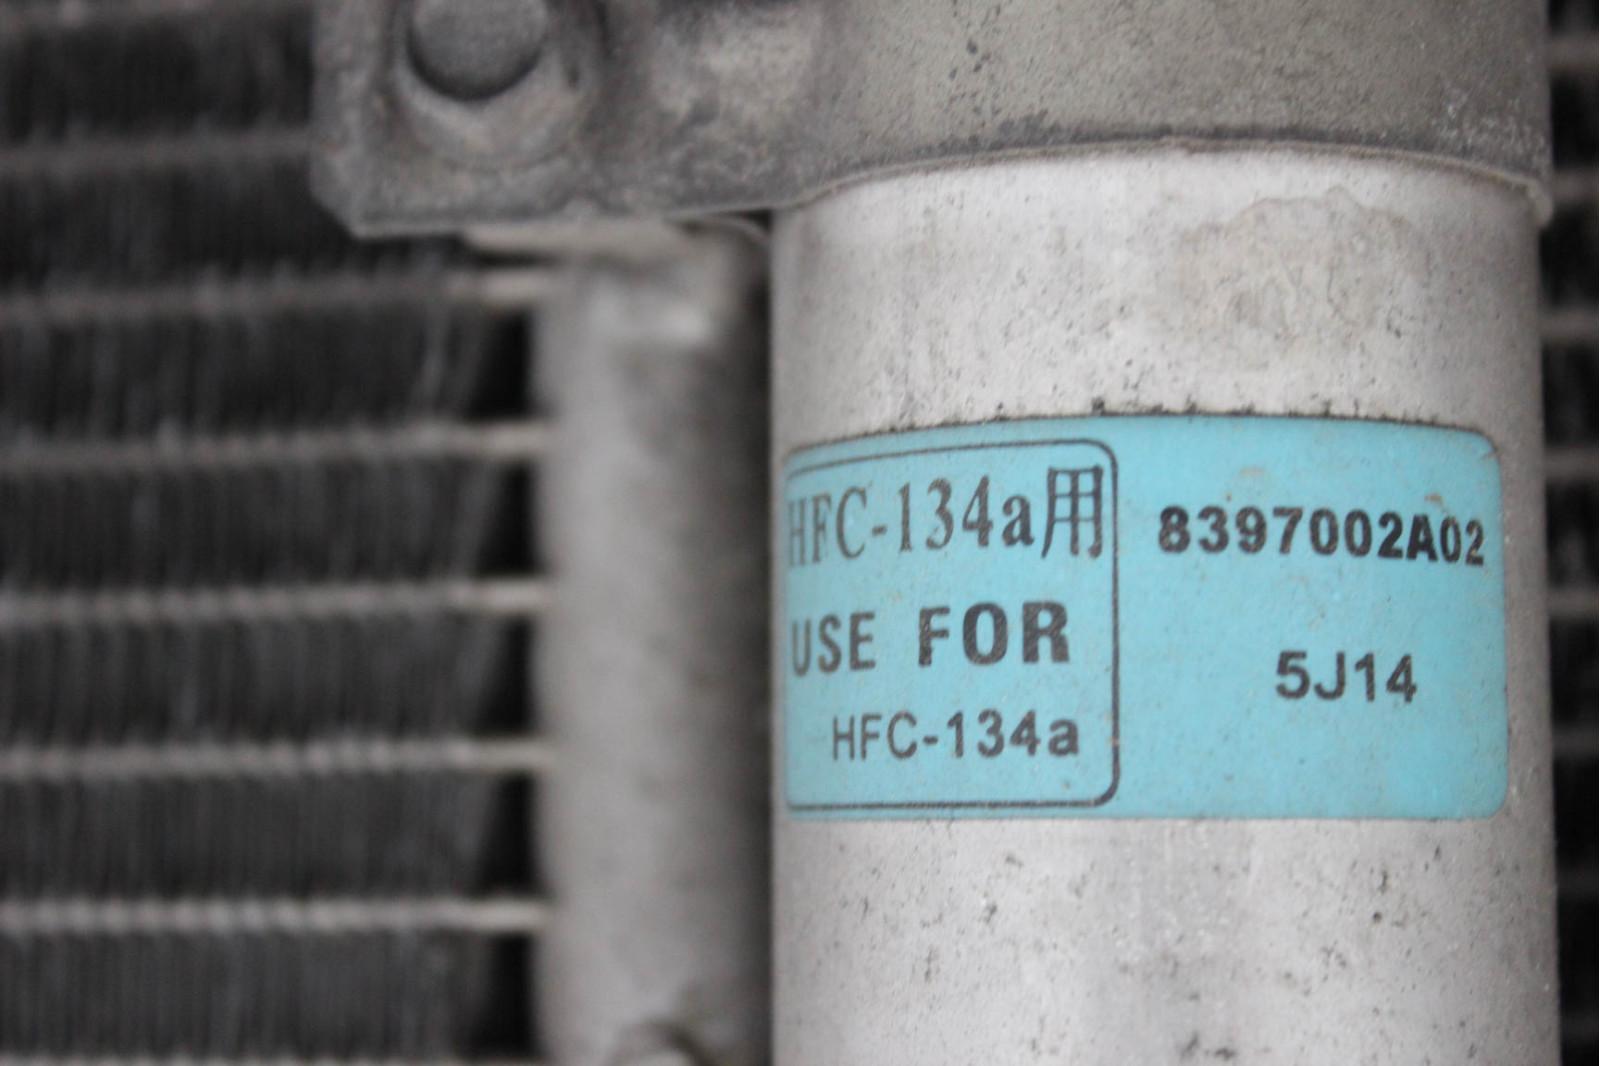 HFC-134a用
USE FOR
HFC-134a
8397002A02
5J14